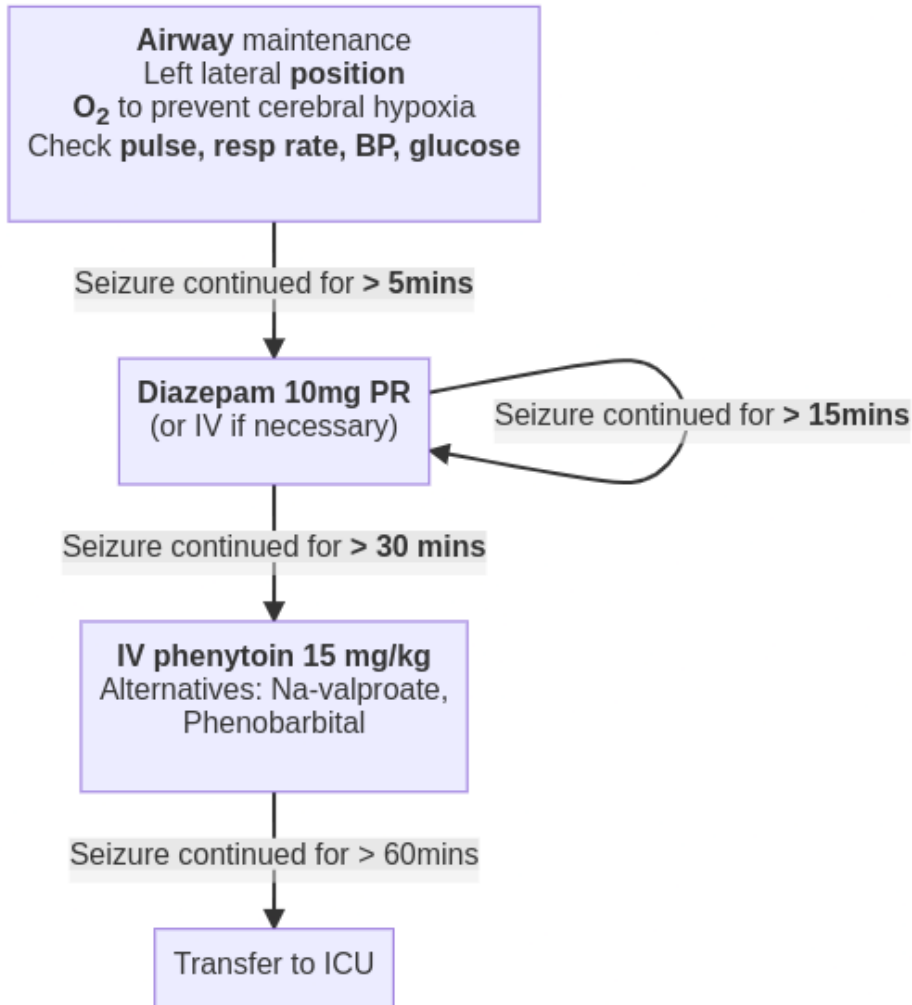 Airway maintenance
Left lateral position
O2 to prevent cerebral hypoxia
Check pulse, resp rate, BP, glucose
Seizure continued for > 5mins
Diazepam 10mg PR
(or IV if necessary)
Seizure continued for > 15mins
Seizure continued for > 30 mins
IV phenytoin 15 mg/kg
Alternatives: Na-valproate,
Phenobarbital
Seizure continued for > 60mins
Transfer to ICU